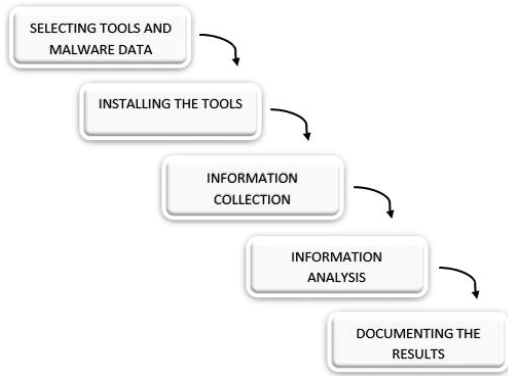 SELECTING TOOLS AND
MALWARE DATA
INSTALLING THE TOOLS
INFORMATION
COLLECTION
INFORMATION
ANALYSIS
DOCUMENTING THE
RESULTS